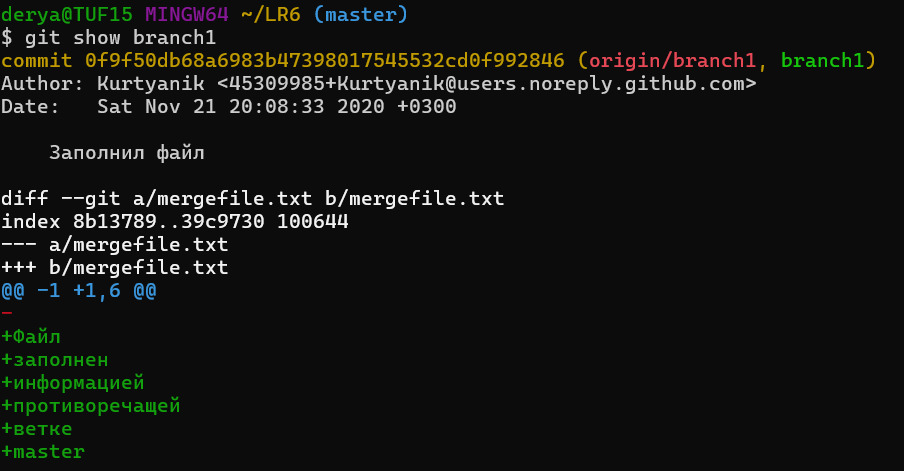 derya@TUF15 MINGW64 ~/LR6 (master)
$ git show branch1
commit 0f9f50db68a6983b47398017545532cd0f992846 (origin/branch1, branch1)
Author: Kurtyanik <45309985+Kurtyanik@users.noreply.github.com>
Date:   Sat Nov 21 20:08:33 2020 +0300

    Заполнил файл

diff --git a/mergefile.txt b/mergefile.txt
index 8b13789..39c9730 100644
--- a/mergefile.txt
+++ b/mergefile.txt
@@ -1 +1,6 @@
-
+Файл
+заполнен
+информацией
+противоречащей
+ветке
+master